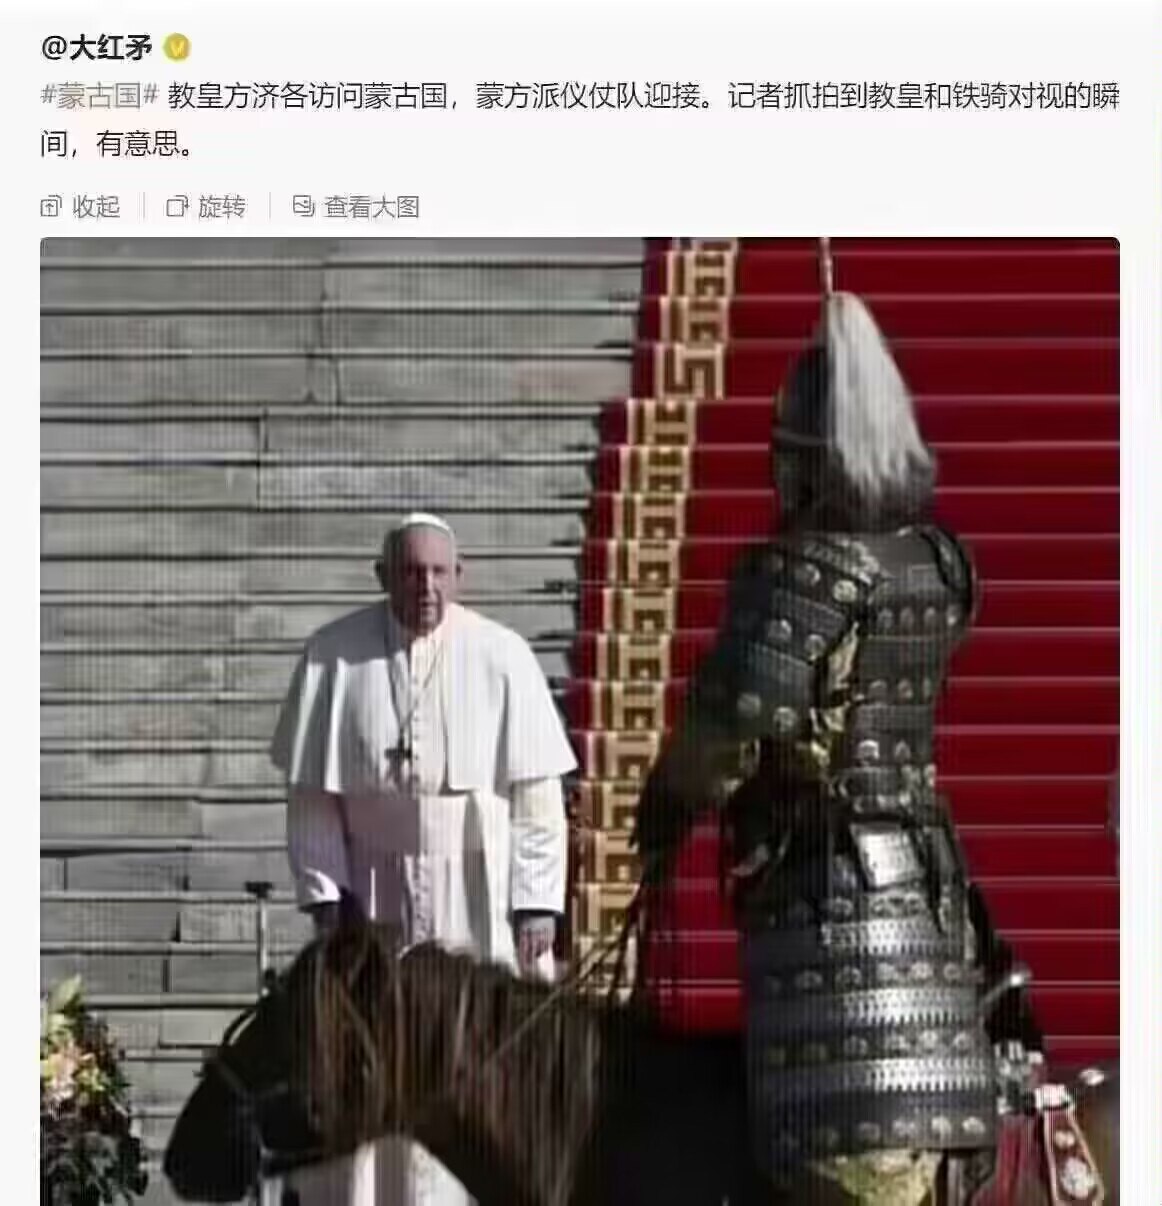 @大红矛
#蒙古国# 教皇方济各访问蒙古国，蒙方派仪仗队迎接。记者抓拍到教皇和铁骑对视的瞬
间，有意思。
收起 旋转 查看大图